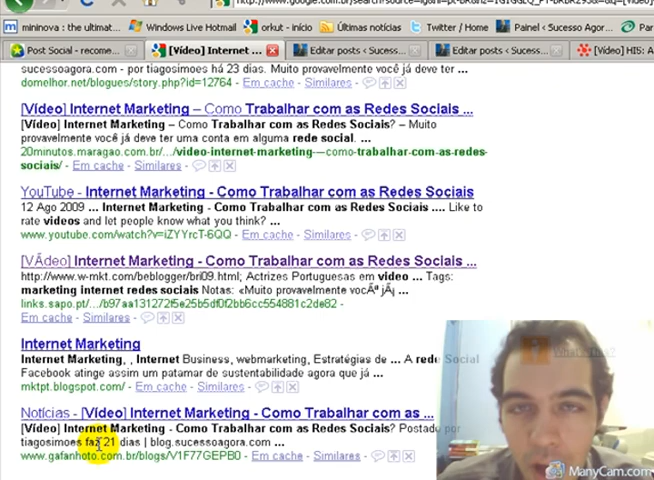 mininova : the ultimat...
Windows Live Hotmail
orkut - início
Últimas notícias
Twitter / Home
Painel ‹ Sucesso Agor...
Post Social - recome...
[Vídeo] Internet ...
Editar posts ‹ Sucess...
Editar posts ‹ Sucess...
[Vídeo] HIS: A
sucessoagora.com - por tiagosimoes há 23 dias. Muito provavelmente você já deve ter ...
domelhor.net/blogues/story.php?id=12764 - Em cache - Similares -
[Vídeo] Internet Marketing – Como Trabalhar com as Redes Sociais ...
[Vídeo] Internet Marketing – Como Trabalhar com as Redes Sociais? – Muito
provavelmente você já deve ter uma conta em alguma rede social. ...
20minutos.maragao.com.br/.../video-internet-marketing-–-como-trabalhar-com-as-redes-
sociais/ - Em cache - Similares -
YouTube - Internet Marketing - Como Trabalhar com as Redes Sociais
12 Ago 2009 ... Internet Marketing - Como Trabalhar com as Redes Sociais .... Like to
rate videos and let people know what you think? ...
www.youtube.com/watch?v=iZYYrcT-6QQ - Em cache - Similares -
[VÃ­deo] Internet Marketing - Como Trabalhar com as Redes Sociais
http://www.w-mkt.com/beblogger/bri09.html; Actrizes Portuguesas em video ... Tags:
marketing internet redes sociais Notas: «Muito provavelmente vocÃª jÃ¡ ...
links.sapo.pt/.../b97aa131272f5e25b5df0f2bb6cc554881c2de82 -
Em cache - Similares -
Internet Marketing
Internet Marketing, , Internet Business, webmarketing, Estratégias de ... A rede Social
Facebook atinge assim um patamar de sustentabilidade agora que já ...
mktpt.blogspot.com/ - Em cache - Similares -
Notícias - [Vídeo] Internet Marketing - Como Trabalhar com as ...
[Vídeo] Internet Marketing - Como Trabalhar com as Redes Sociais? Postado por
tiagosimoes faz 21 dias | blog.sucessoagora.com ...
www.gafanhoto.com.br/blogs/V1F77GEPB0 - Em cache - Similares -
What's This?
ManyCam.com